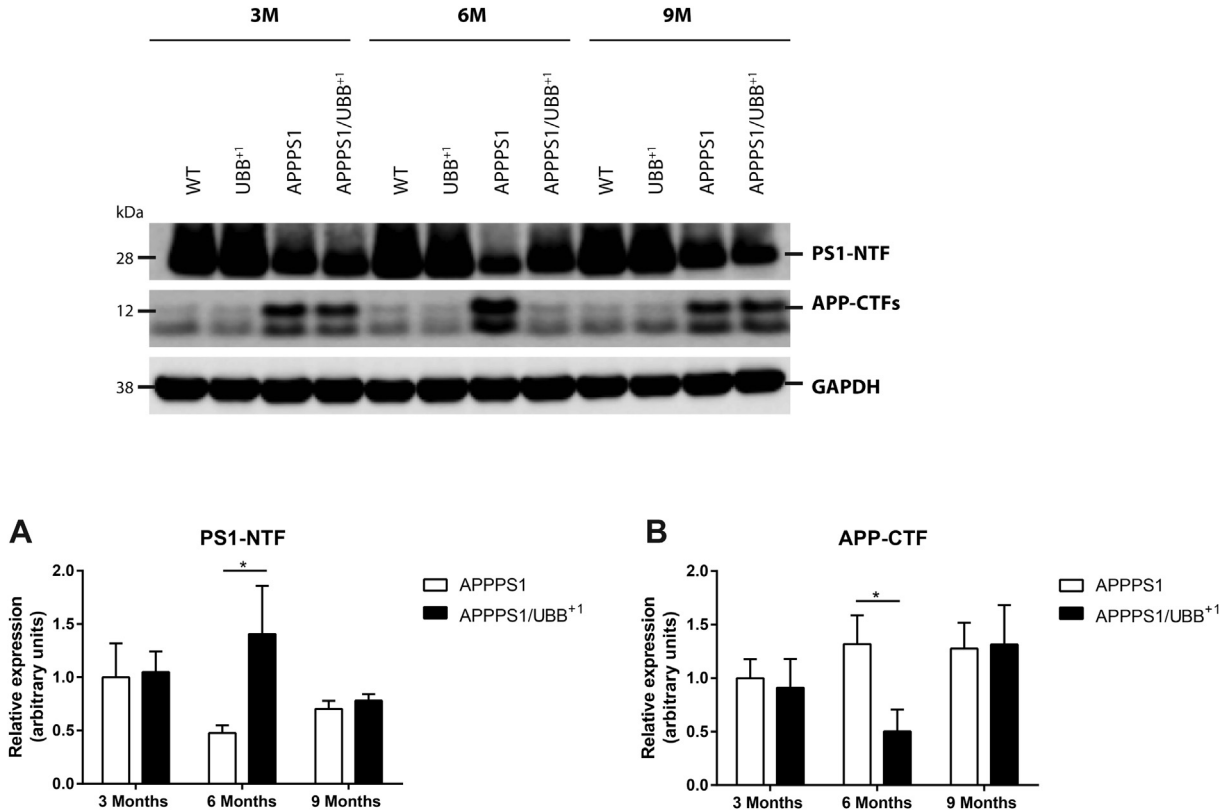 3M 6M 9M
WT UBB+1 APPPS1 APPPS1/UBB+1 WT UBB+1 APPPS1 APPPS1/UBB+1 WT UBB+1 APPPS1 APPPS1/UBB+1
kDa
28 PS1-NTF
12 APP-CTFs
38 GAPDH
A
PS1-NTF
Relative expression
(arbitrary units)
2.0
1.5
1.0
0.5
0.0
*
3 Months 6 Months 9 Months
APPPS1
APPPS1/UBB+1
B
APP-CTF
Relative expression
(arbitrary units)
2.0
1.5
1.0
0.5
0.0
*
3 Months 6 Months 9 Months
APPPS1
APPPS1/UBB+1